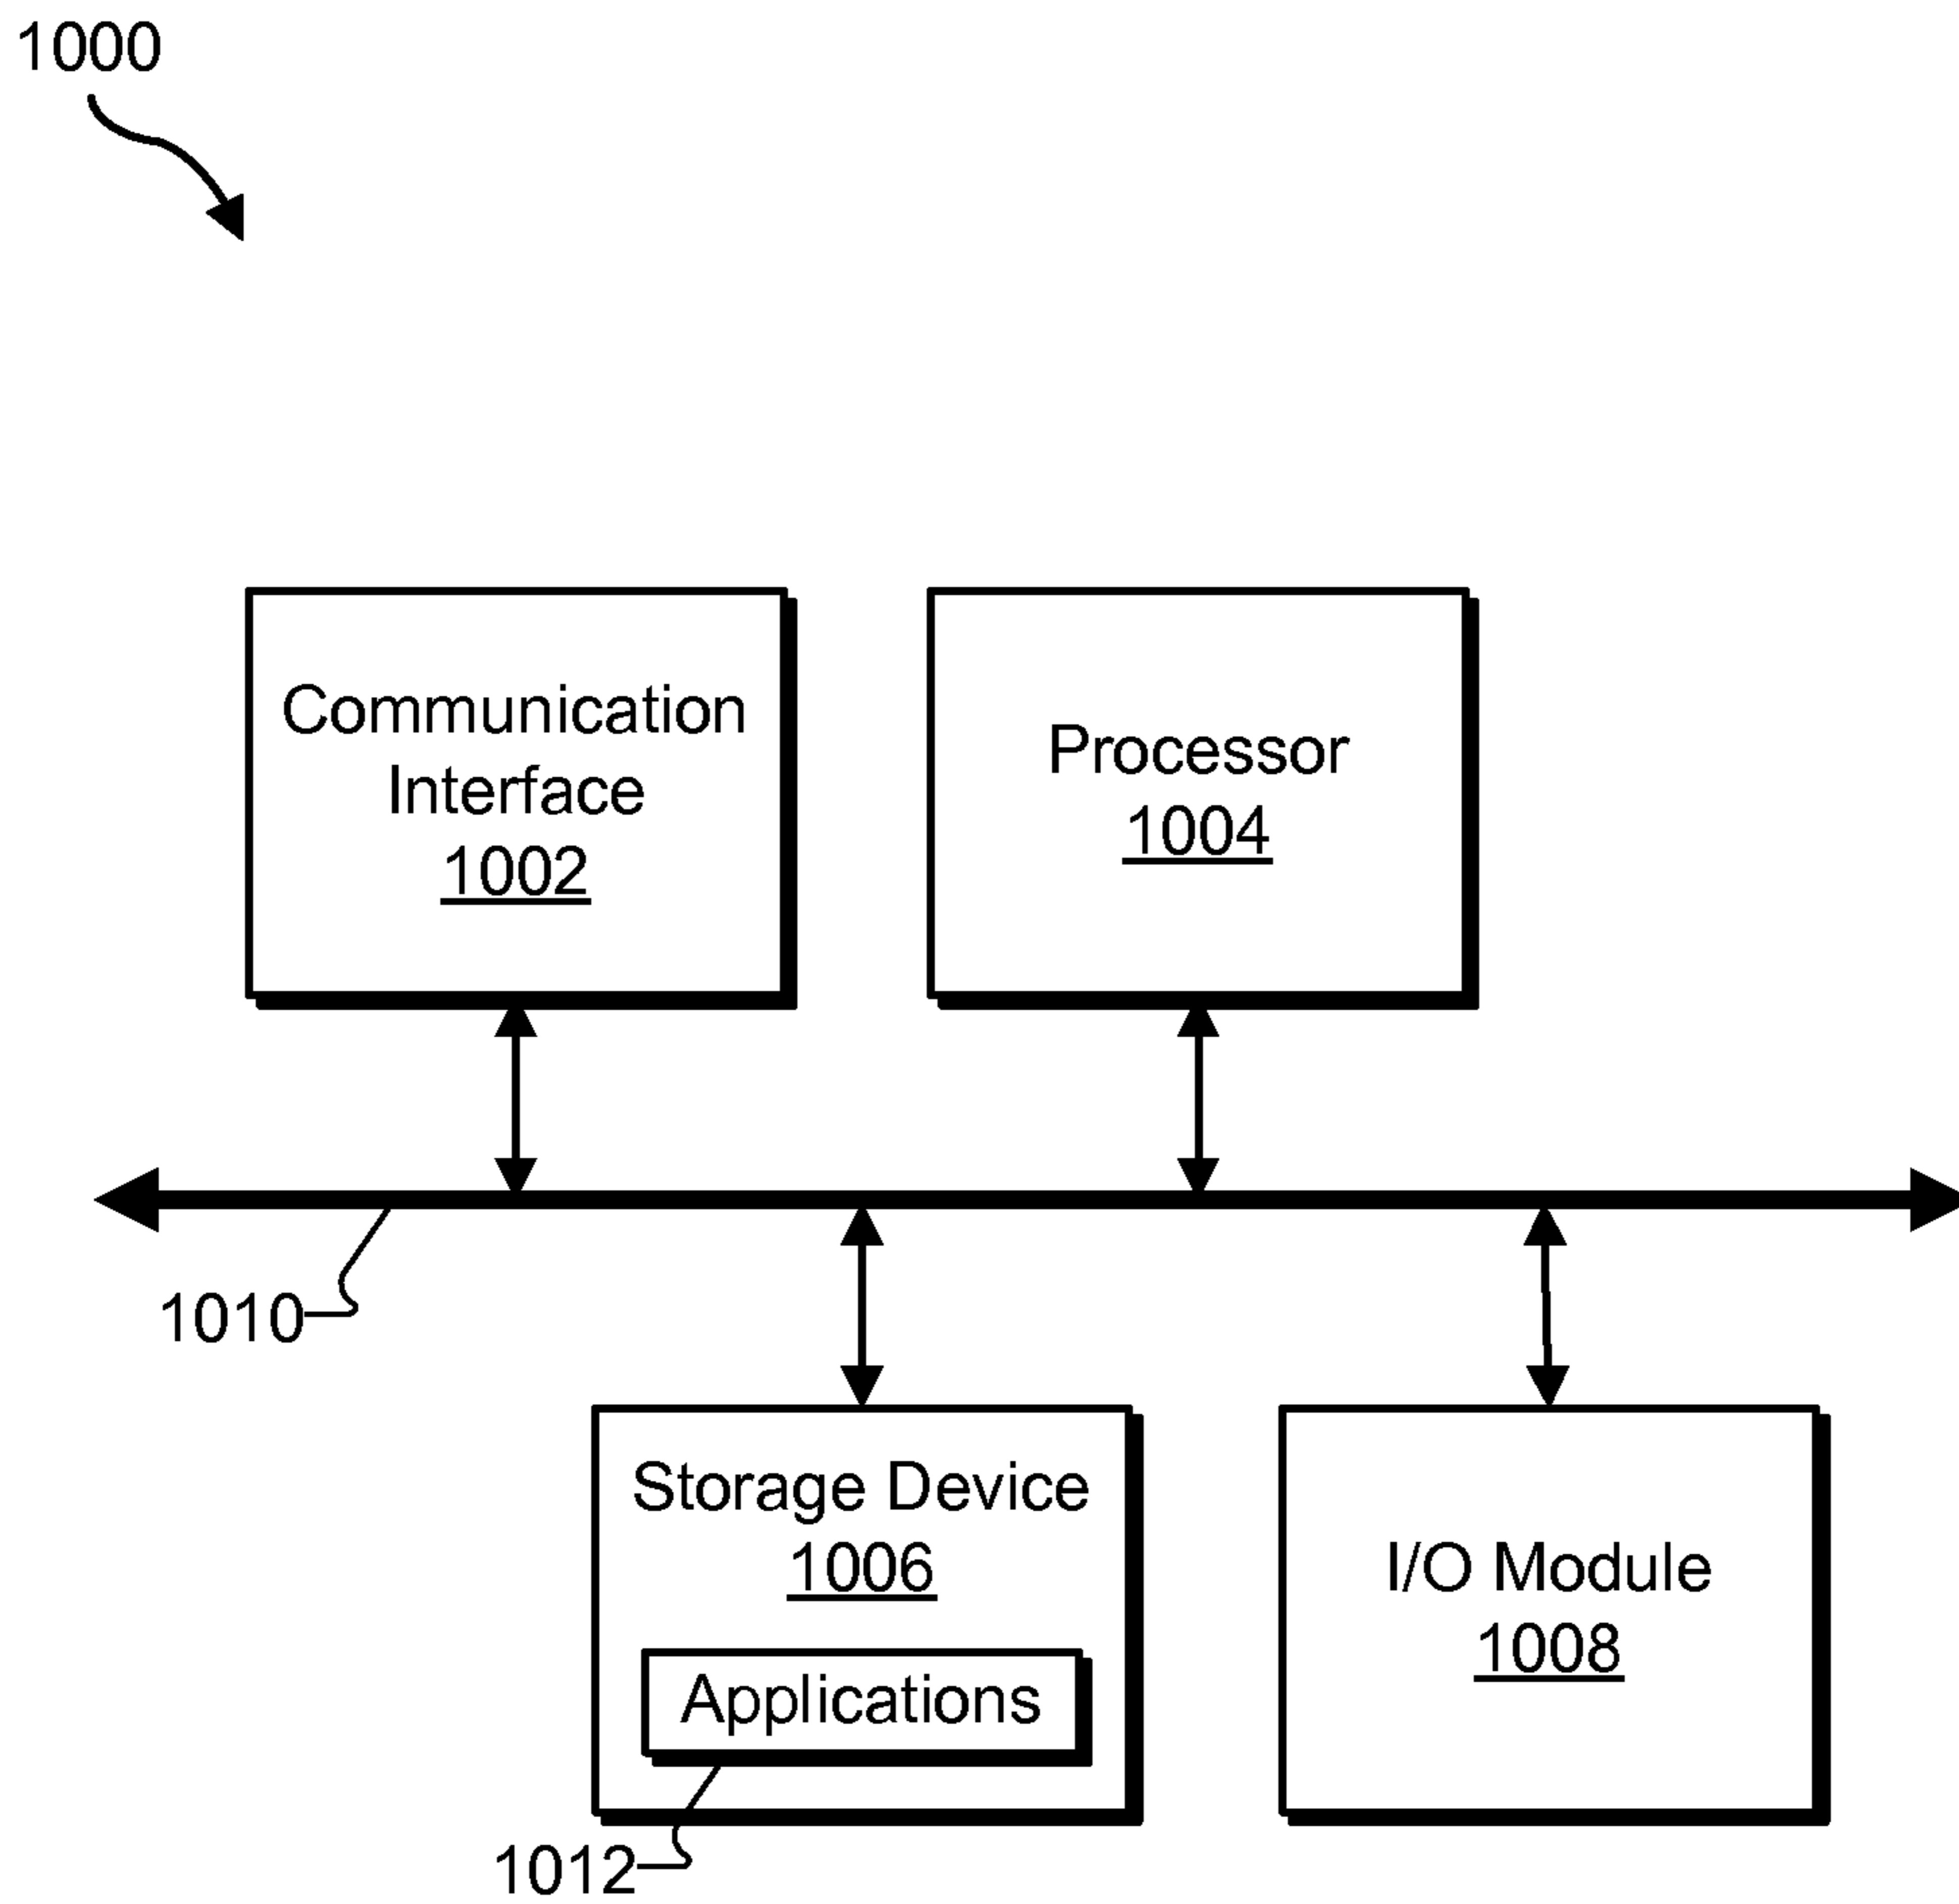 1000
Communication
Interface
1002
Processor
1004
1010
Storage Device
1006
Applications
1012
I/O Module
1008